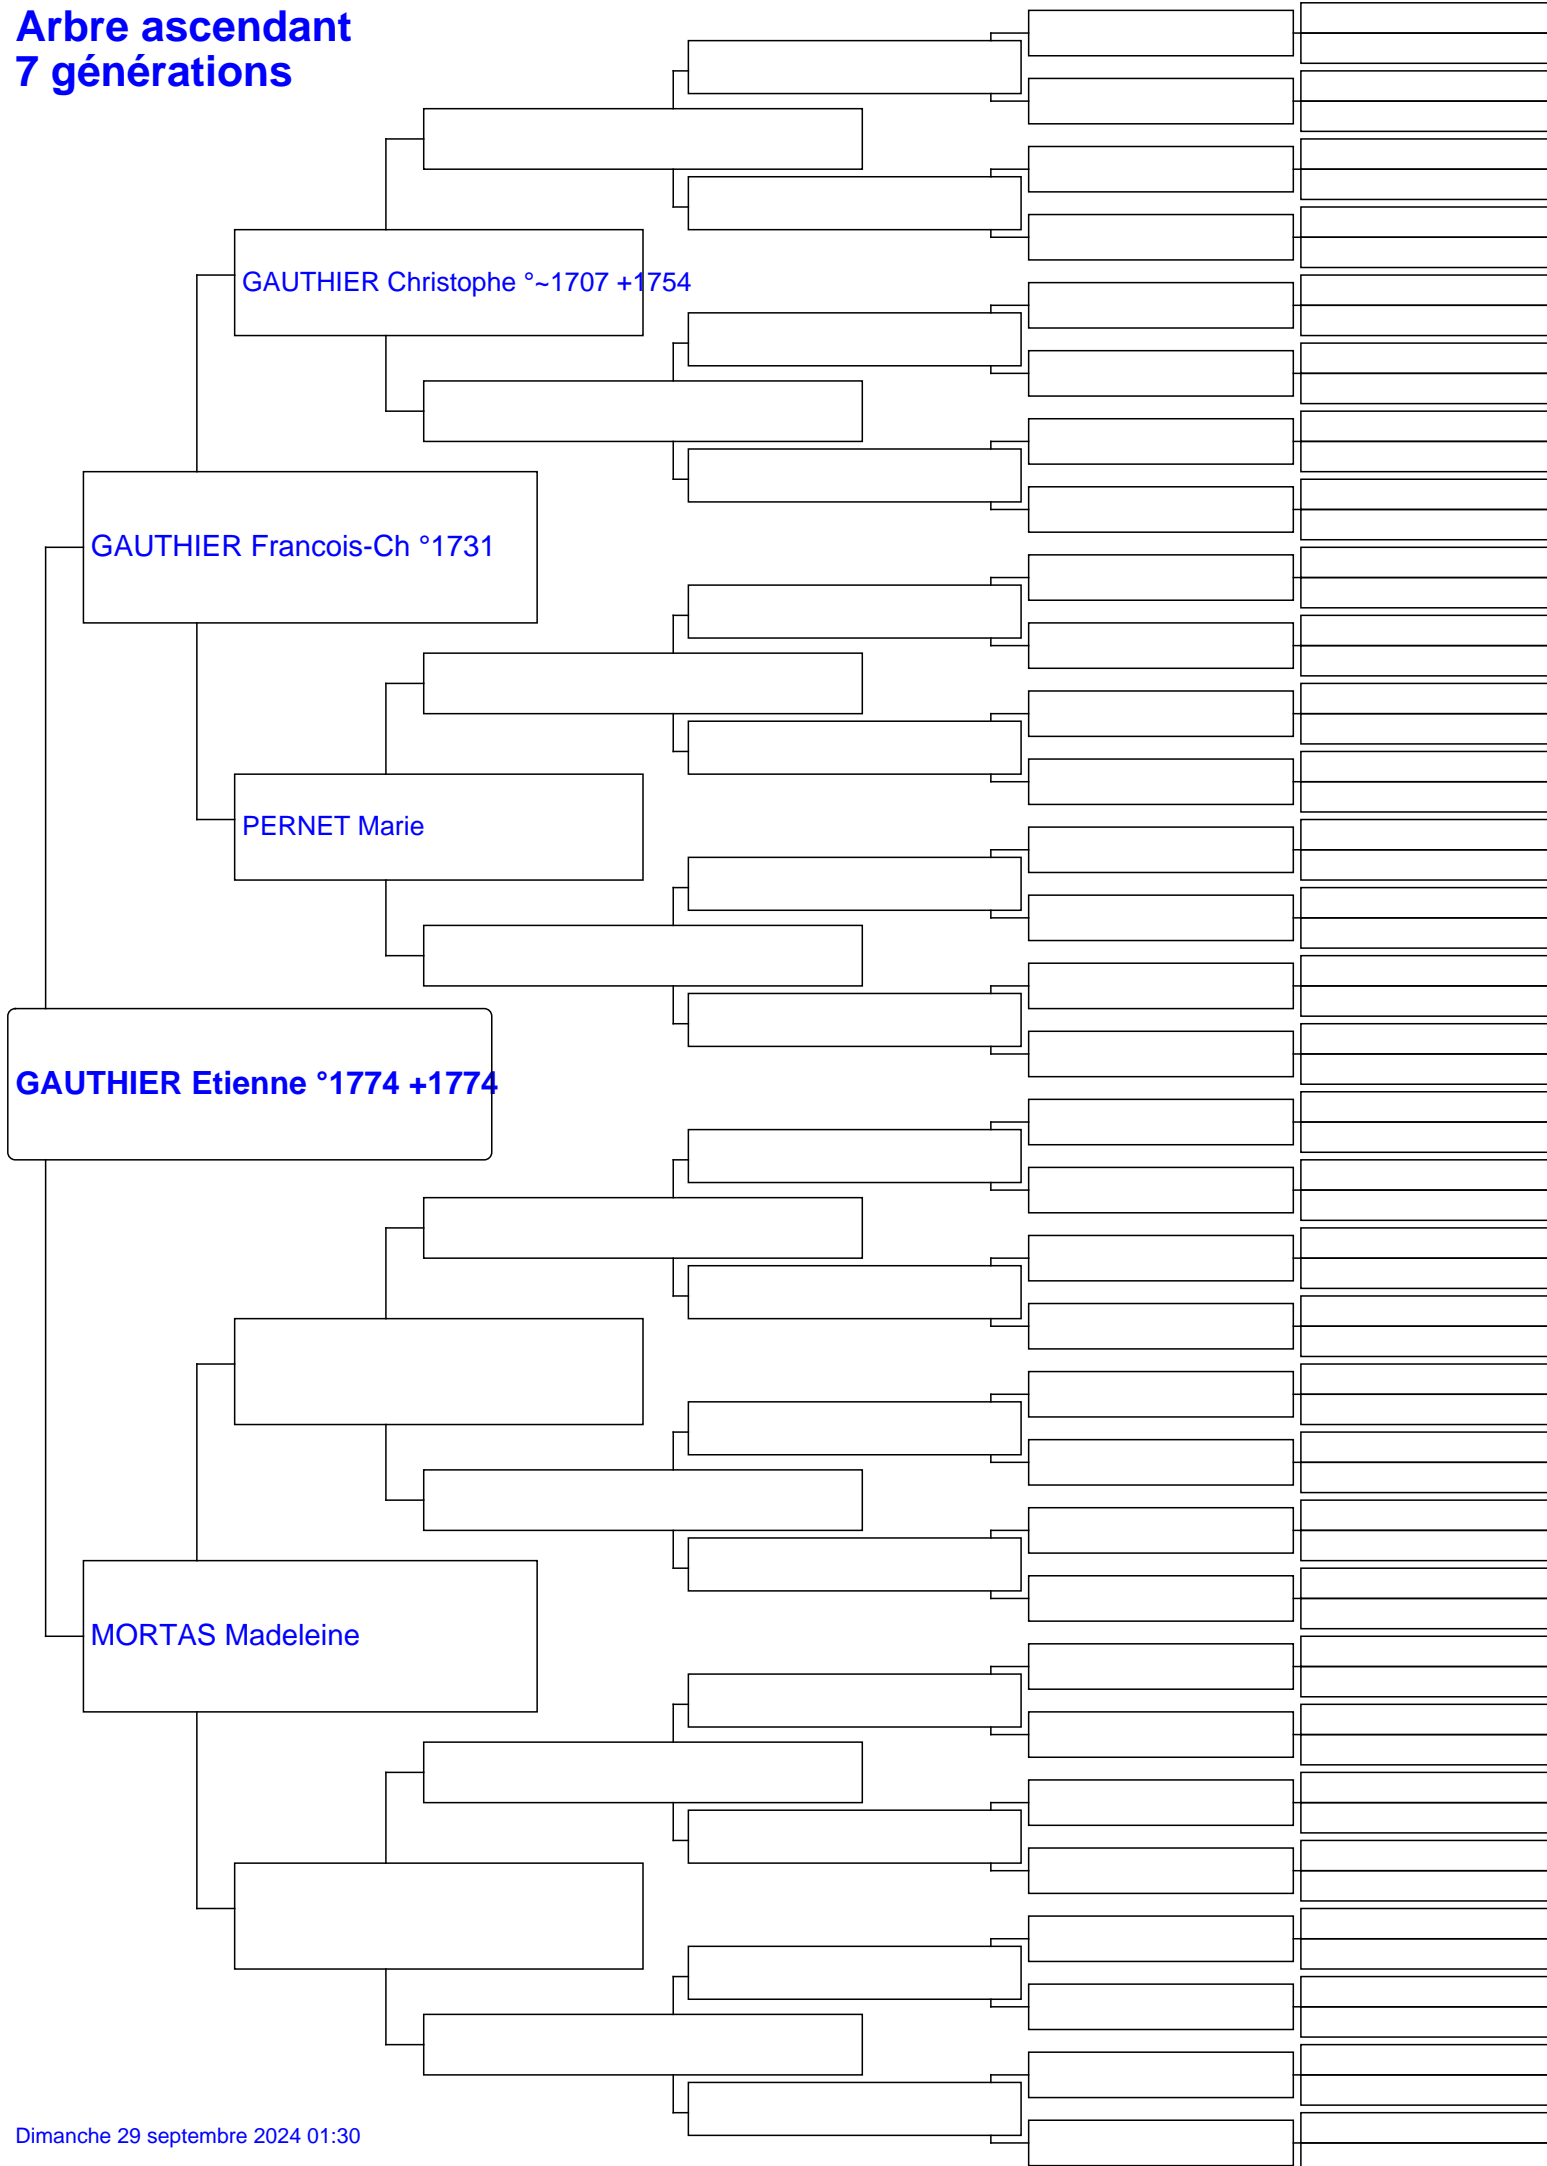 Arbre ascendant
7 générations
GAUTHIER Christophe °~1707 +1754
GAUTHIER Francois-Ch °1731
PERNET Marie
GAUTHIER Etienne °1774 +1774
MORTAS Madeleine
Dimanche 29 septembre 2024 01:30